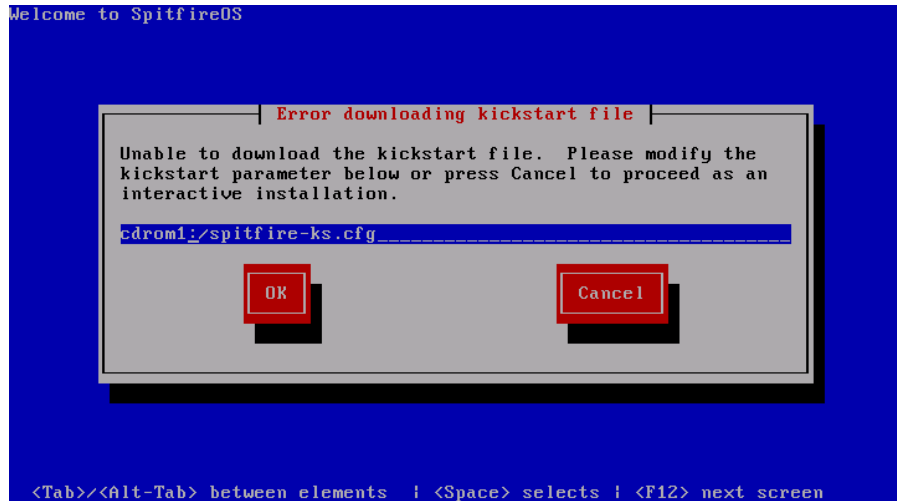 Welcome to SpitfireOS
Error downloading kickstart file
Unable to download the kickstart file.  Please modify the
kickstart parameter below or press Cancel to proceed as an
interactive installation.
cdrom1:/spitfire-ks.cfg_____________________________________
OK
Cancel
<Tab>/<Alt-Tab> between elements  | <Space> selects | <F12> next screen